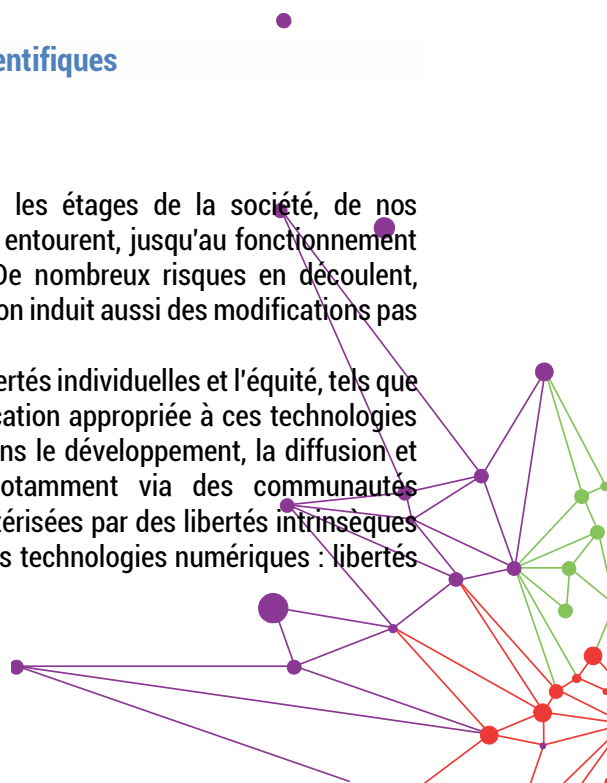 entifiques
les étages de la société, de nos
entourent, jusqu'au fonctionnement
De nombreux risques en découlent,
on induit aussi des modifications pas
ertés individuelles et l'équité, tels que
cation appropriée à ces technologies
ns le développement, la diffusion et
otamment via des communautés
térisées par des libertés intrinsèques
s technologies numériques : libertés